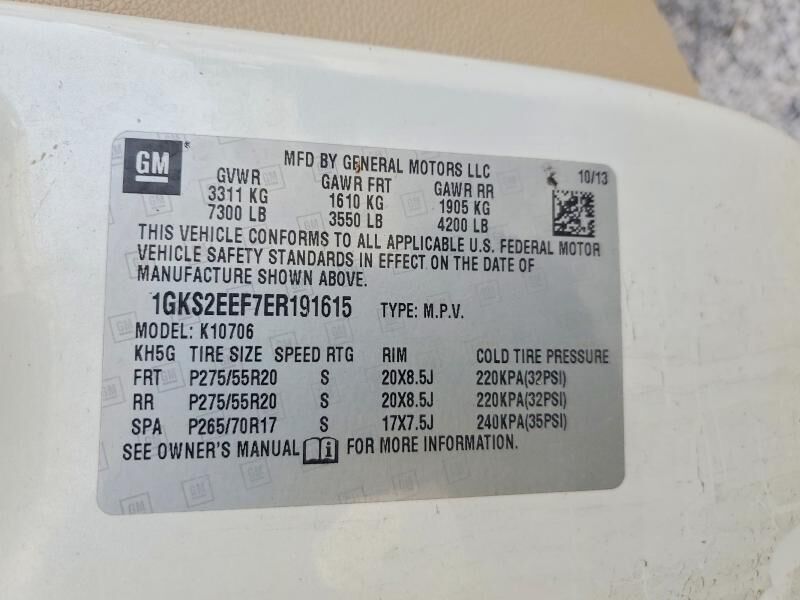 GM
MFD BY GENERAL MOTORS LLC 10/13
GVWR GAWR FRT GAWR RR
3311 KG 1610 KG 1905 KG
7300 LB 3550 LB 4200 LB
THIS VEHICLE CONFORMS TO ALL APPLICABLE U.S. FEDERAL MOTOR
VEHICLE SAFETY STANDARDS IN EFFECT ON THE DATE OF
MANUFACTURE SHOWN ABOVE.
1GKS2EEF7ER191615 TYPE: M.P.V.
MODEL: K10706
KH5G TIRE SIZE SPEED RTG RIM COLD TIRE PRESSURE
FRT P275/55R20 S 20X8.5J 220KPA(32PSI)
RR P275/55R20 S 20X8.5J 220KPA(32PSI)
SPA P265/70R17 S 17X7.5J 240KPA(35PSI)
SEE OWNER'S MANUAL i FOR MORE INFORMATION.